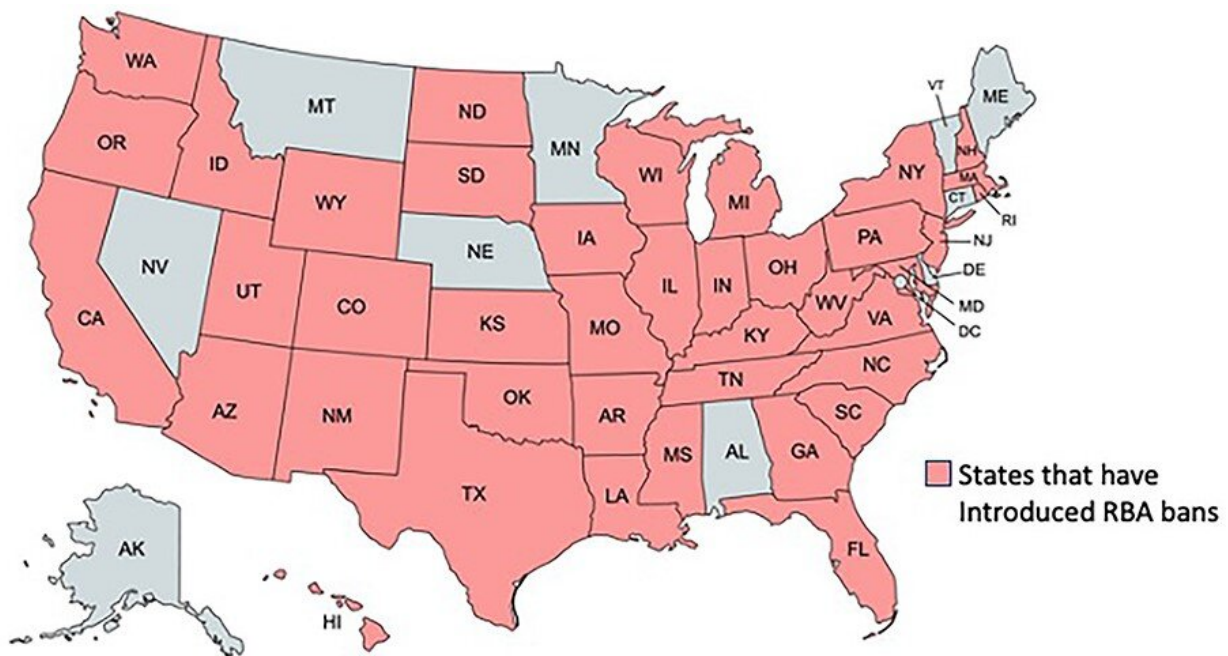 WA
MT
ND
MN
VT
ME
OR
ID
SD
WI
MI
NY
NH
MA
CT
RI
WY
NE
IA
PA
NJ
NV
UT
CO
KS
MO
IL
IN
OH
WV
VA
DE
MD
DC
CA
KY
AZ
NM
OK
AR
TN
NC
SC
TX
LA
MS
AL
GA
FL
AK
HI
States that have
Introduced RBA bans